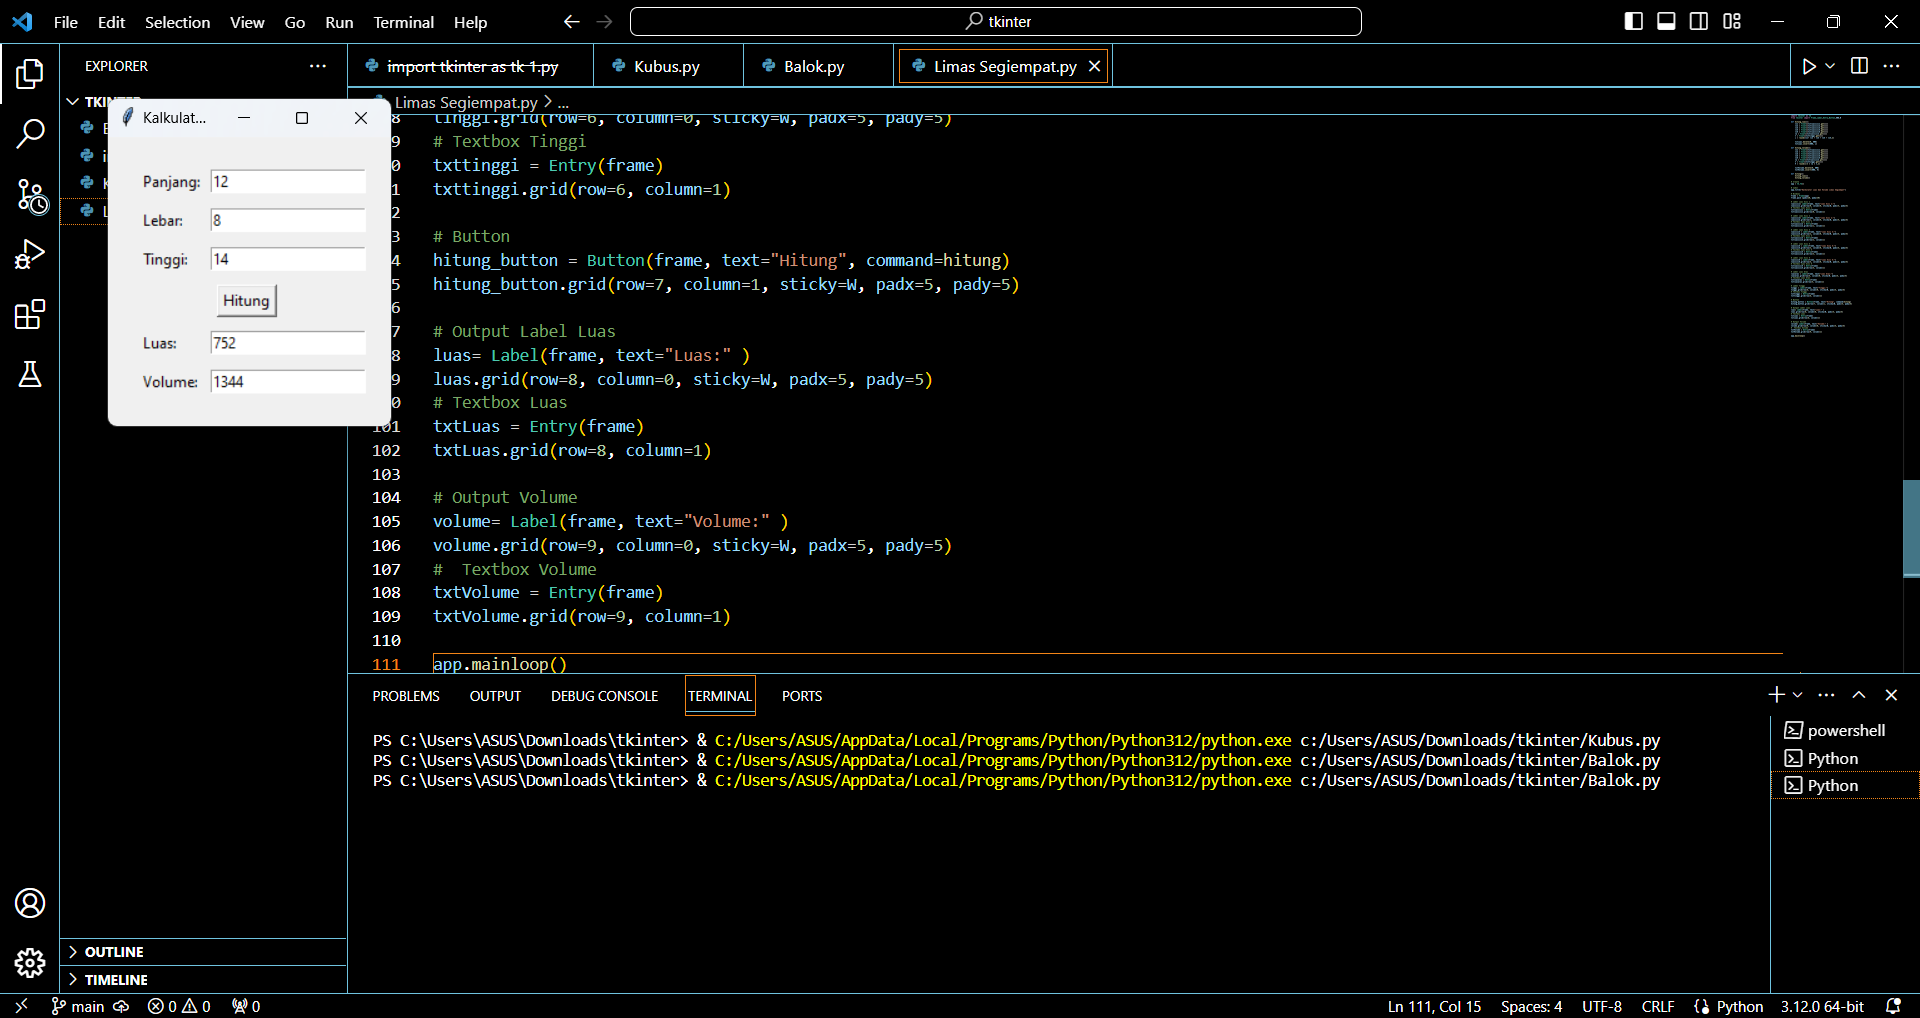 File Edit Selection View Go Run Terminal Help
tkinter
EXPLORER
import tkinter as tk 1.py
Kubus.py
Balok.py
Limas Segiempat.py
Limas Segiempat.py > ...
Kalkulat...
Panjang: 12
Lebar: 8
Tinggi: 14
Hitung
Luas: 752
Volume: 1344
8 tinggi.grid(row=6, column=0, sticky=W, padx=5, pady=5)
9 # Textbox Tinggi
0 txttinggi = Entry(frame)
1 txttinggi.grid(row=6, column=1)
2
3 # Button
4 hitung_button = Button(frame, text="Hitung", command=hitung)
5 hitung_button.grid(row=7, column=1, sticky=W, padx=5, pady=5)
6
7 # Output Label Luas
8 luas= Label(frame, text="Luas:" )
9 luas.grid(row=8, column=0, sticky=W, padx=5, pady=5)
0 # Textbox Luas
101 txtLuas = Entry(frame)
102 txtLuas.grid(row=8, column=1)
103
104 # Output Volume
105 volume= Label(frame, text="Volume:" )
106 volume.grid(row=9, column=0, sticky=W, padx=5, pady=5)
107 #  Textbox Volume
108 txtVolume = Entry(frame)
109 txtVolume.grid(row=9, column=1)
110
111 app.mainloop()
PROBLEMS OUTPUT DEBUG CONSOLE TERMINAL PORTS
PS C:\Users\ASUS\Downloads\tkinter> & C:/Users/ASUS/AppData/Local/Programs/Python/Python312/python.exe c:/Users/ASUS/Downloads/tkinter/Kubus.py
PS C:\Users\ASUS\Downloads\tkinter> & C:/Users/ASUS/AppData/Local/Programs/Python/Python312/python.exe c:/Users/ASUS/Downloads/tkinter/Balok.py
PS C:\Users\ASUS\Downloads\tkinter> & C:/Users/ASUS/AppData/Local/Programs/Python/Python312/python.exe c:/Users/ASUS/Downloads/tkinter/Balok.py
powershell
Python
Python
OUTLINE
TIMELINE
main 0 0 0 Ln 111, Col 15 Spaces: 4 UTF-8 CRLF Python 3.12.0 64-bit